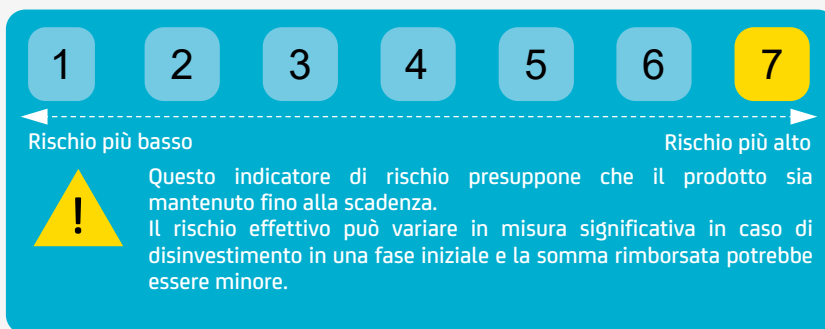 1 2 3 4 5 6 7
Rischio più basso Rischio più alto
!
Questo indicatore di rischio presuppone che il prodotto sia
mantenuto fino alla scadenza.
Il rischio effettivo può variare in misura significativa in caso di
disinvestimento in una fase iniziale e la somma rimborsata potrebbe
essere minore.